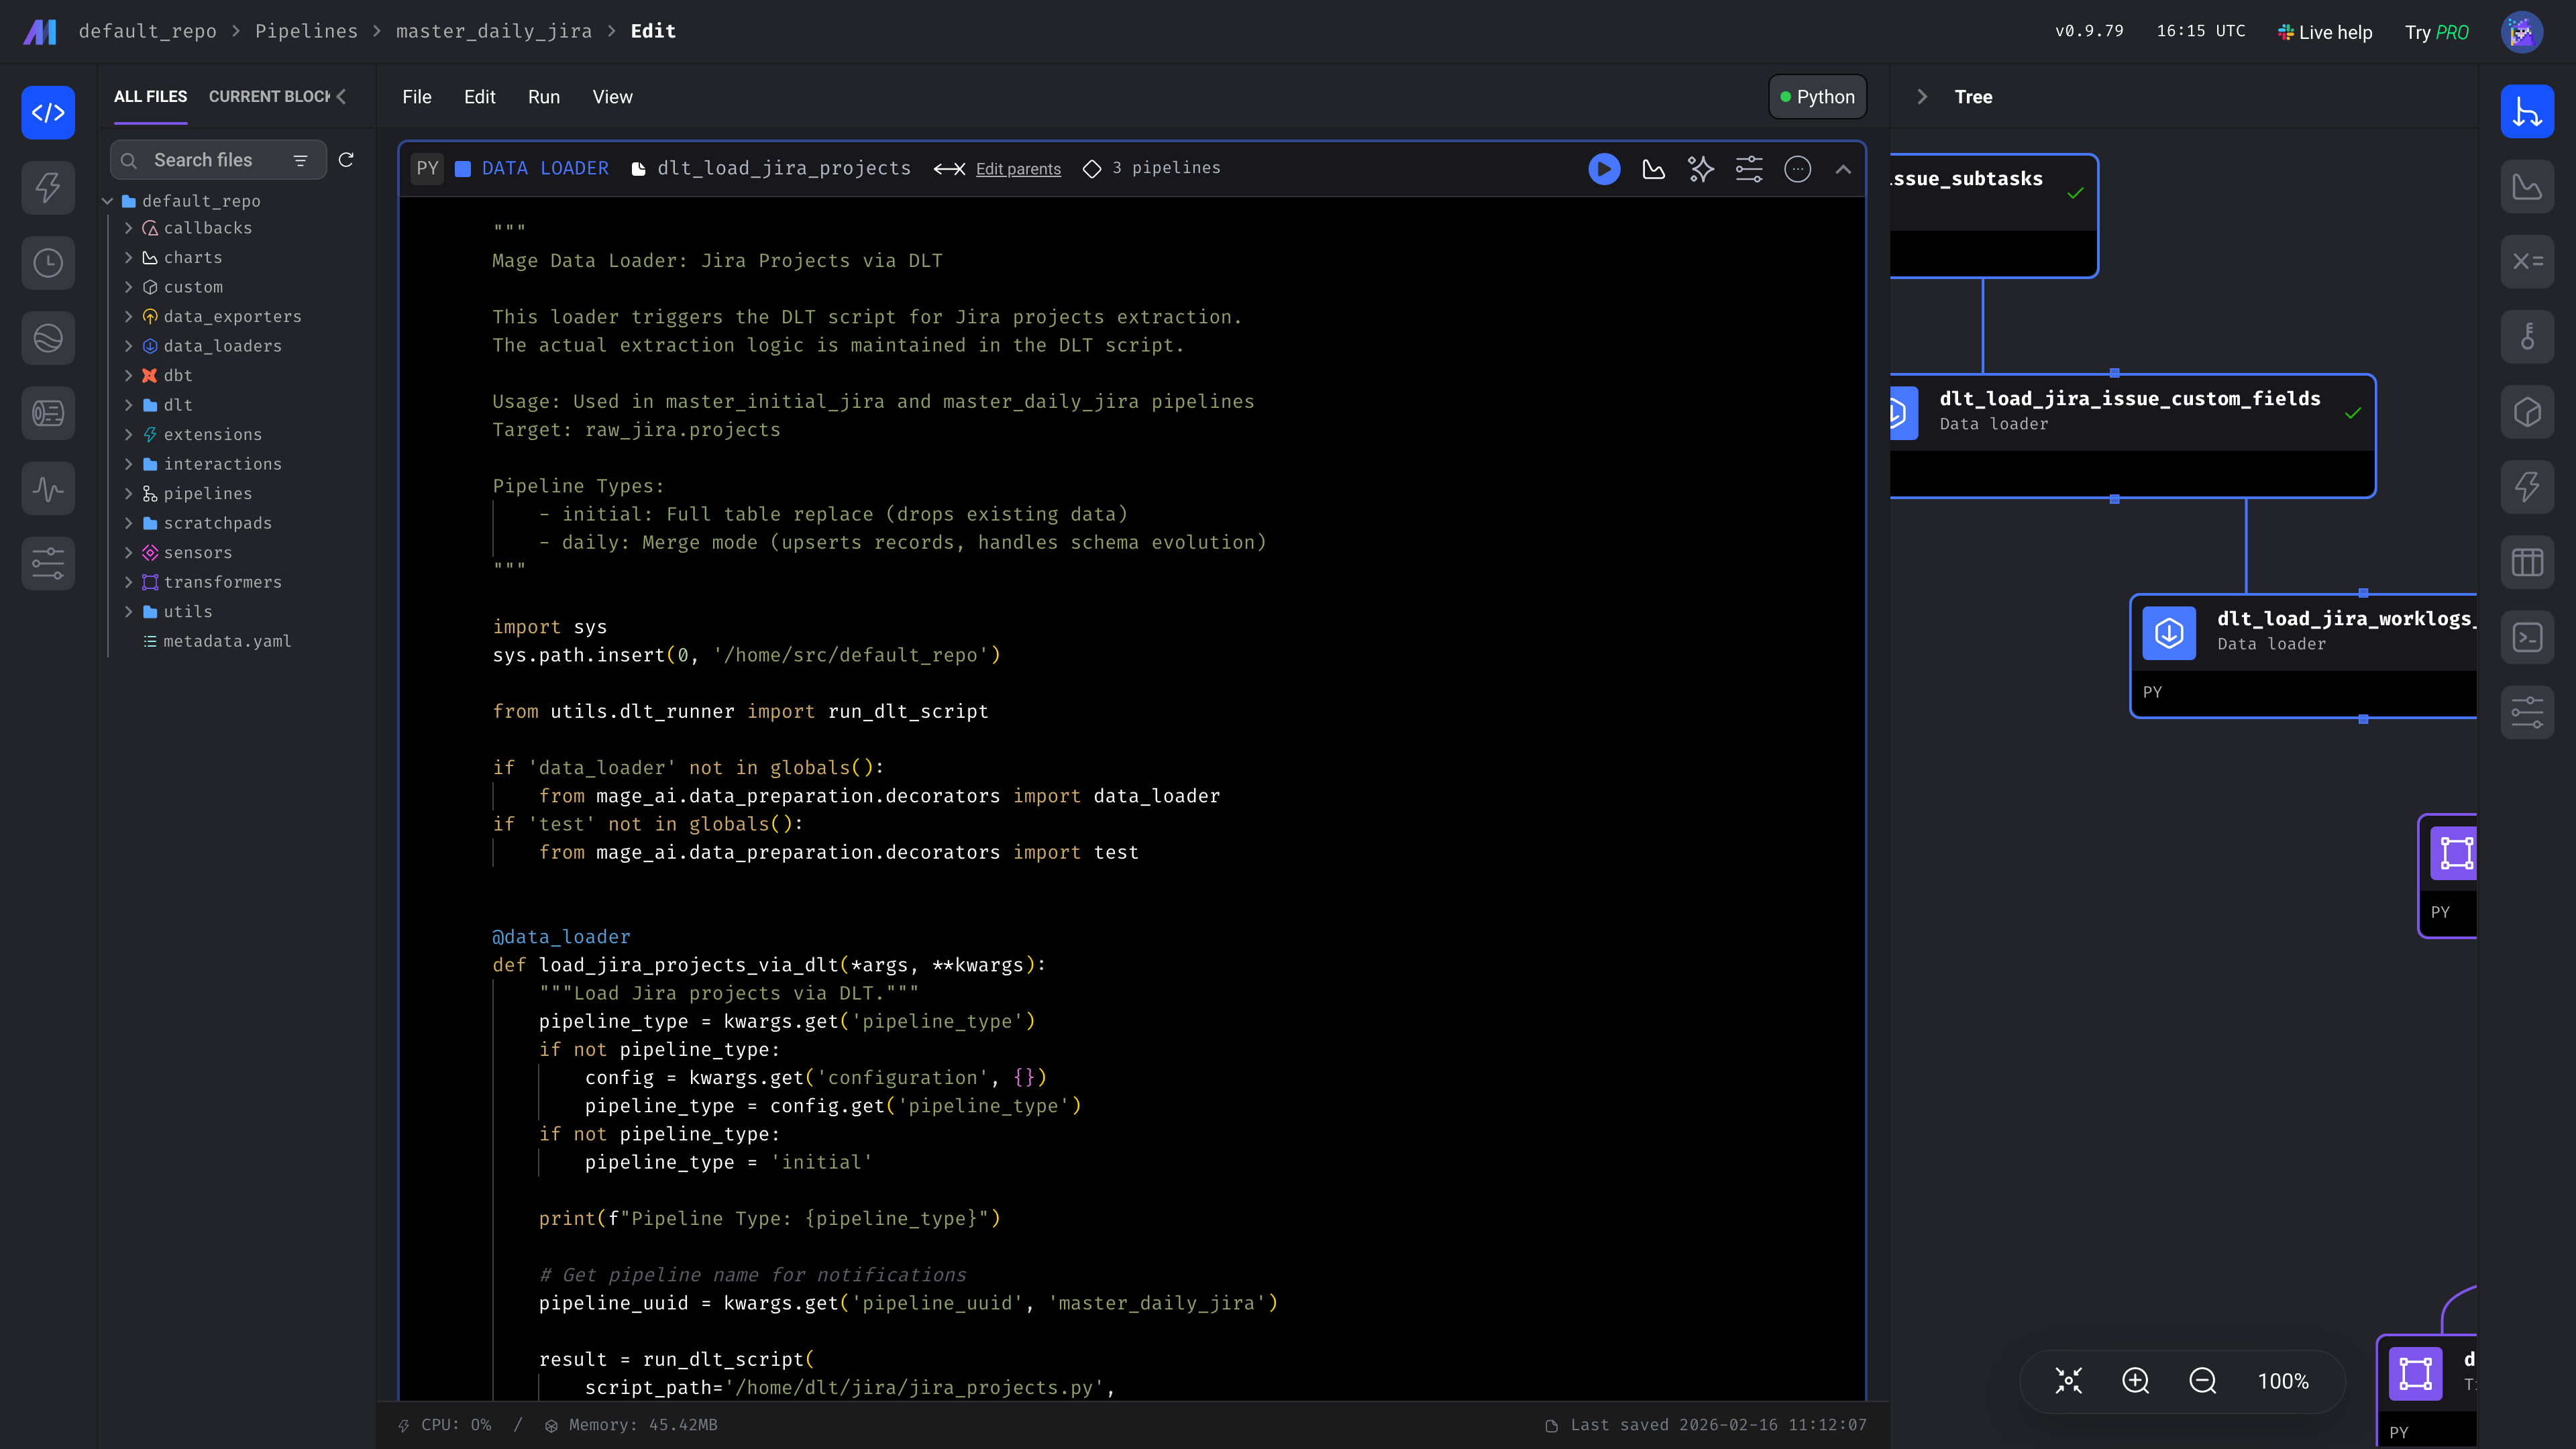 default_repo > Pipelines > master_daily_jira > Edit
v0.9.79 16:15 UTC Live help Try PRO
ALL FILES CURRENT BLOCK
Search files
default_repo
callbacks
charts
custom
data_exporters
data_loaders
dbt
dlt
extensions
interactions
pipelines
scratchpads
sensors
transformers
utils
metadata.yaml
File Edit Run View
Python
PY DATA LOADER dlt_load_jira_projects Edit parents 3 pipelines
"""
Mage Data Loader: Jira Projects via DLT
This loader triggers the DLT script for Jira projects extraction.
The actual extraction logic is maintained in the DLT script.
Usage: Used in master_initial_jira and master_daily_jira pipelines
Target: raw_jira.projects
Pipeline Types:
- initial: Full table replace (drops existing data)
- daily: Merge mode (upserts records, handles schema evolution)
"""
import sys
sys.path.insert(0, '/home/src/default_repo')
from utils.dlt_runner import run_dlt_script
if 'data_loader' not in globals():
from mage_ai.data_preparation.decorators import data_loader
if 'test' not in globals():
from mage_ai.data_preparation.decorators import test
@data_loader
def load_jira_projects_via_dlt(*args, **kwargs):
"""Load Jira projects via DLT."""
pipeline_type = kwargs.get('pipeline_type')
if not pipeline_type:
config = kwargs.get('configuration', {})
pipeline_type = config.get('pipeline_type')
if not pipeline_type:
pipeline_type = 'initial'
print(f"Pipeline Type: {pipeline_type}")
# Get pipeline name for notifications
pipeline_uuid = kwargs.get('pipeline_uuid', 'master_daily_jira')
result = run_dlt_script(
script_path='/home/dlt/jira/jira_projects.py',
CPU: 0% / Memory: 45.42MB
Last saved 2026-02-16 11:12:07
Tree
issue_subtasks
dlt_load_jira_issue_custom_fields
Data loader
dlt_load_jira_worklogs_
Data loader
PY
PY
d
T
PY
100%